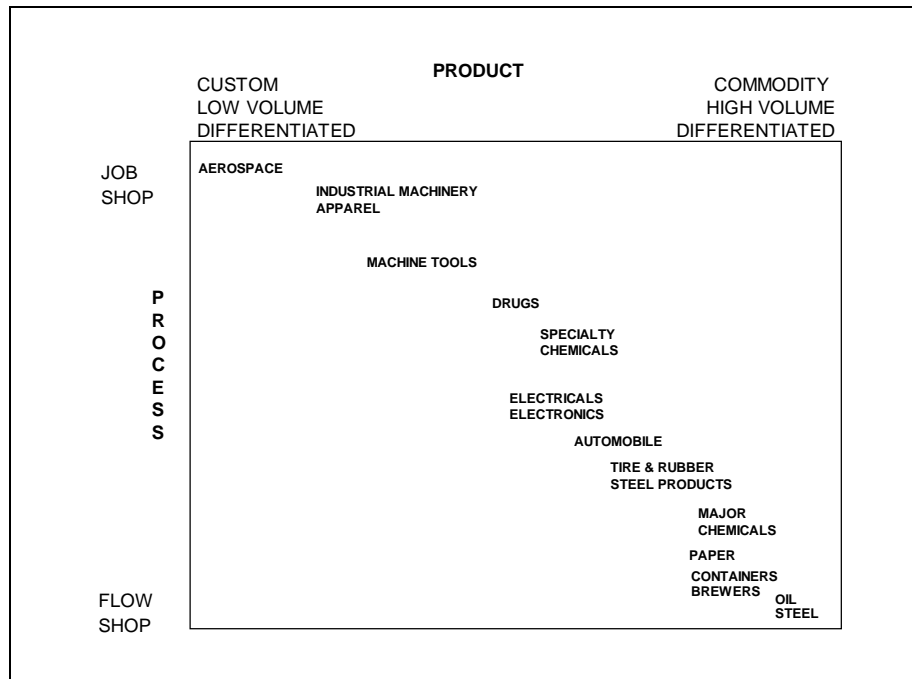 PRODUCT
CUSTOM
LOW VOLUME
DIFFERENTIATED
COMMODITY
HIGH VOLUME
DIFFERENTIATED
JOB
SHOP
AEROSPACE
INDUSTRIAL MACHINERY
APPAREL
MACHINE TOOLS
P
R
O
C
E
S
S
DRUGS
SPECIALTY
CHEMICALS
ELECTRICALS
ELECTRONICS
AUTOMOBILE
TIRE & RUBBER
STEEL PRODUCTS
MAJOR
CHEMICALS
PAPER
CONTAINERS
BREWERS
OIL
STEEL
FLOW
SHOP